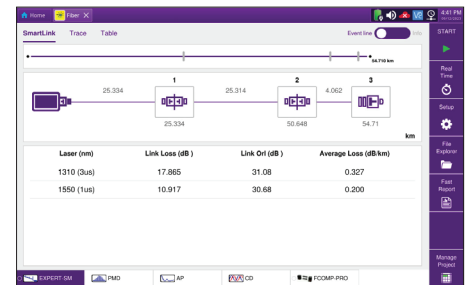 Home Fiber X 4:41 PM
SmartLink Trace Table Event line Info START
54.710 km
Real Time
1 2 3
25.334 25.314 4.062
Setup
25.334 50.648 54.71
km
File Explorer
Laser (nm) Link Loss (dB ) Link Orl (dB ) Average Loss (dB/km)
1310 (3us) 17.865 31.08 0.327
1550 (1us) 10.917 30.68 0.200
Fast Report
Manage Project
EXPERT-SM PMD AP CD FCOMP-PRO